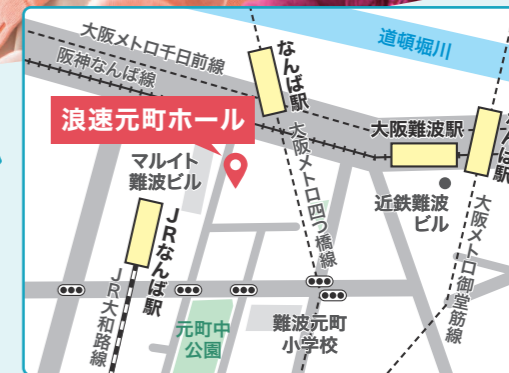 道頓堀川
大阪メトロ千日前線
阪神なんば線
なんば駅
浪速元町ホール
大阪難波駅
なんば駅
マルイト
難波ビル
大阪メトロ四つ橋線
近鉄難波
ビル
大阪メトロ御堂筋線
JRなんば駅
JR大和路線
元町中
公園
難波元町
小学校